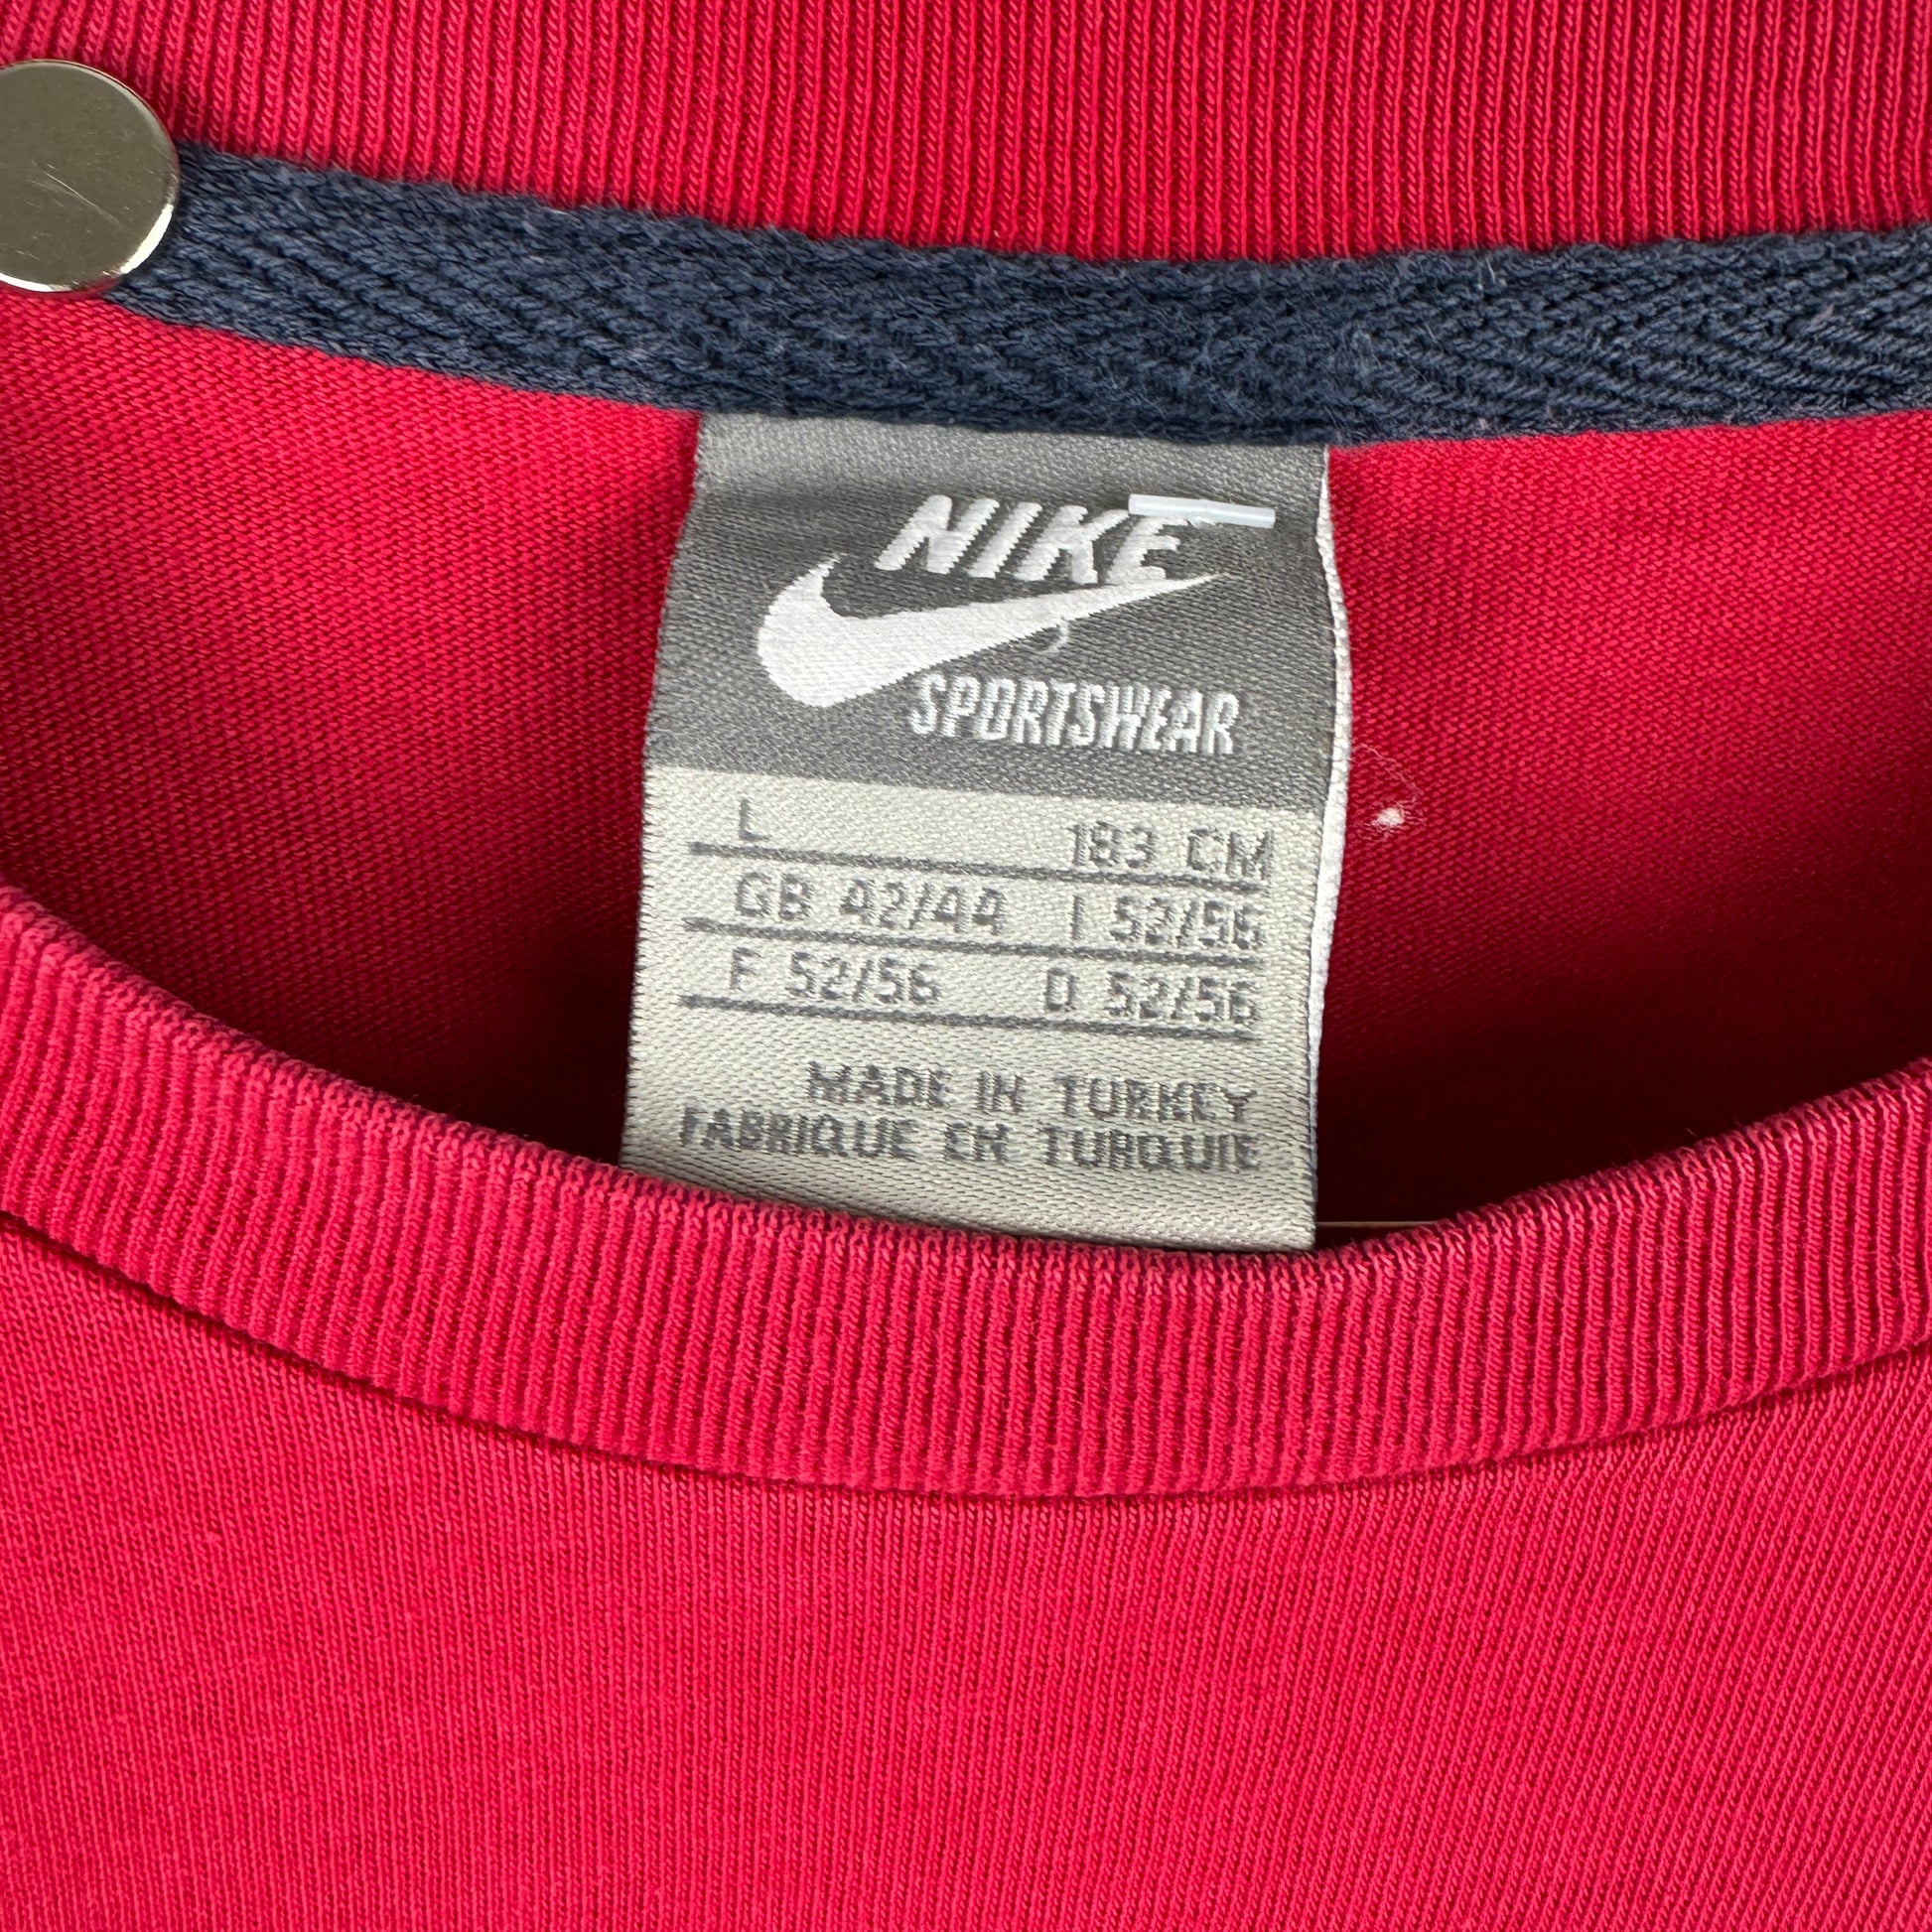 NIKE
SPORTSWEAR
L 183 CM
GB 42/44 I 52/56
F 52/56 D 52/56
MADE IN TURKEY
FABRIQUE EN TURQUIE